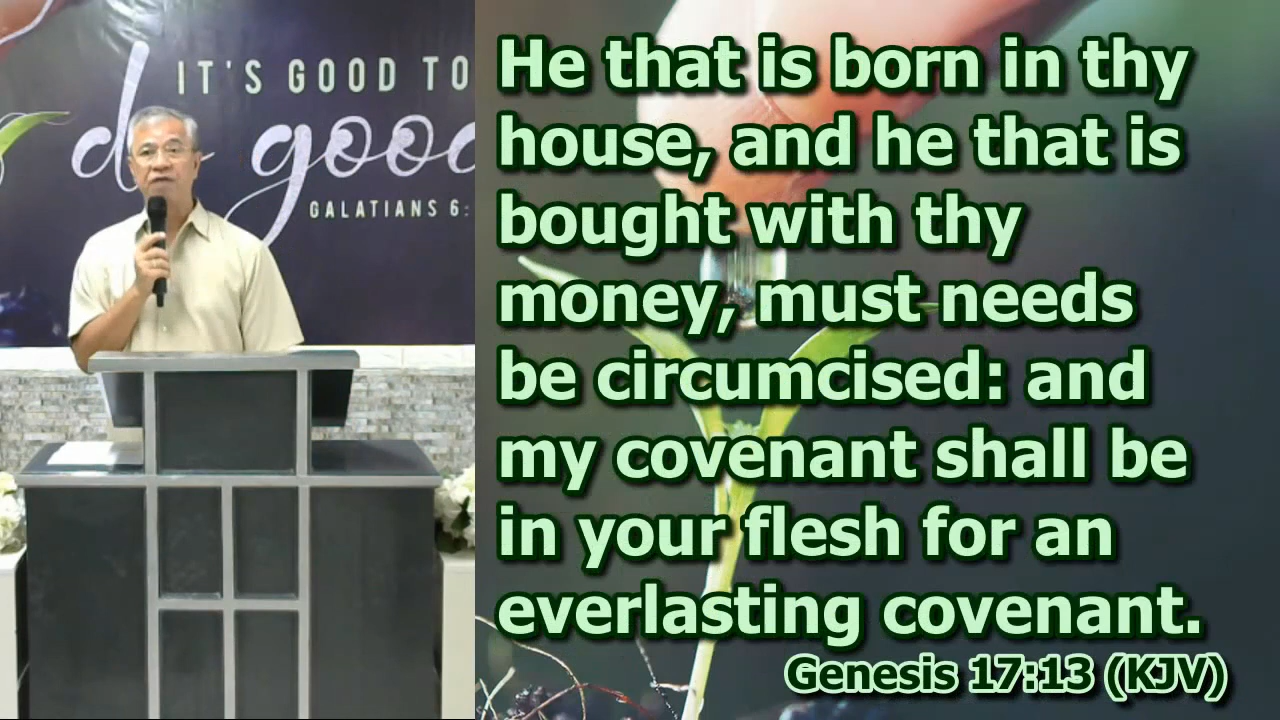 IT'S GOOD TO
do good
GALATIANS 6:
He that is born in thy
house, and he that is
bought with thy
money, must needs
be circumcised: and
my covenant shall be
in your flesh for an
everlasting covenant.
Genesis 17:13 (KJV)